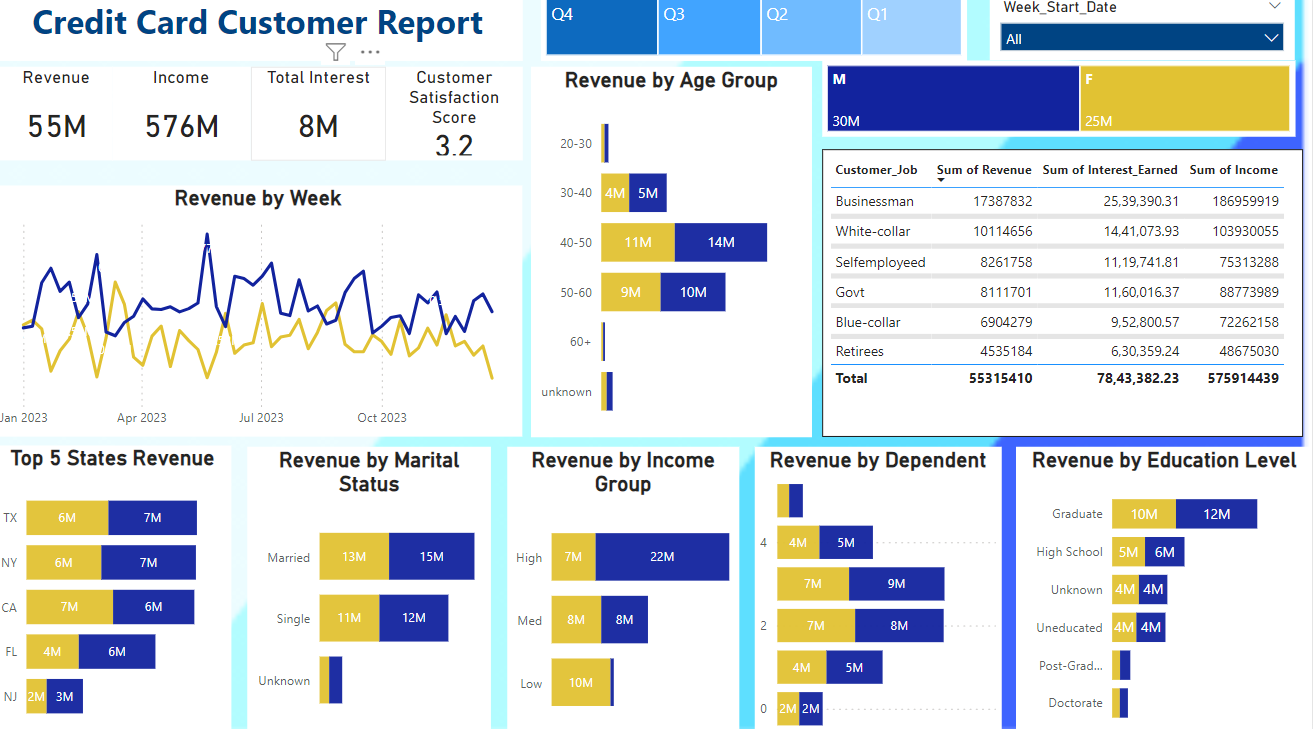 Credit Card Customer Report
Q4 Q3 Q2 Q1
Week_Start_Date
All
Revenue
55M
Income
576M
Total Interest
8M
Customer
Satisfaction
Score
3.2
Revenue by Age Group
20-30
30-40 4M 5M
40-50 11M 14M
50-60 9M 10M
60+
unknown
M
30M
F
25M
Customer_Job Sum of Revenue Sum of Interest_Earned Sum of Income
Businessman 17387832 25,39,390.31 186959919
White-collar 10114656 14,41,073.93 103930055
Selfemployeed 8261758 11,19,741.81 75313288
Govt 8111701 11,60,016.37 88773989
Blue-collar 6904279 9,52,800.57 72262158
Retirees 4535184 6,30,359.24 48675030
Total 55315410 78,43,382.23 575914439
Revenue by Week
Jan 2023 Apr 2023 Jul 2023 Oct 2023
Top 5 States Revenue
TX 6M 7M
NY 6M 7M
CA 7M 6M
FL 4M 6M
NJ 2M 3M
Revenue by Marital
Status
Married 13M 15M
Single 11M 12M
Unknown
Revenue by Income
Group
High 7M 22M
Med 8M 8M
Low 10M
Revenue by Dependent
4 4M 5M
7M 9M
2 7M 8M
4M 5M
0 2M 2M
Revenue by Education Level
Graduate 10M 12M
High School 5M 6M
Unknown 4M 4M
Uneducated 4M 4M
Post-Grad...
Doctorate